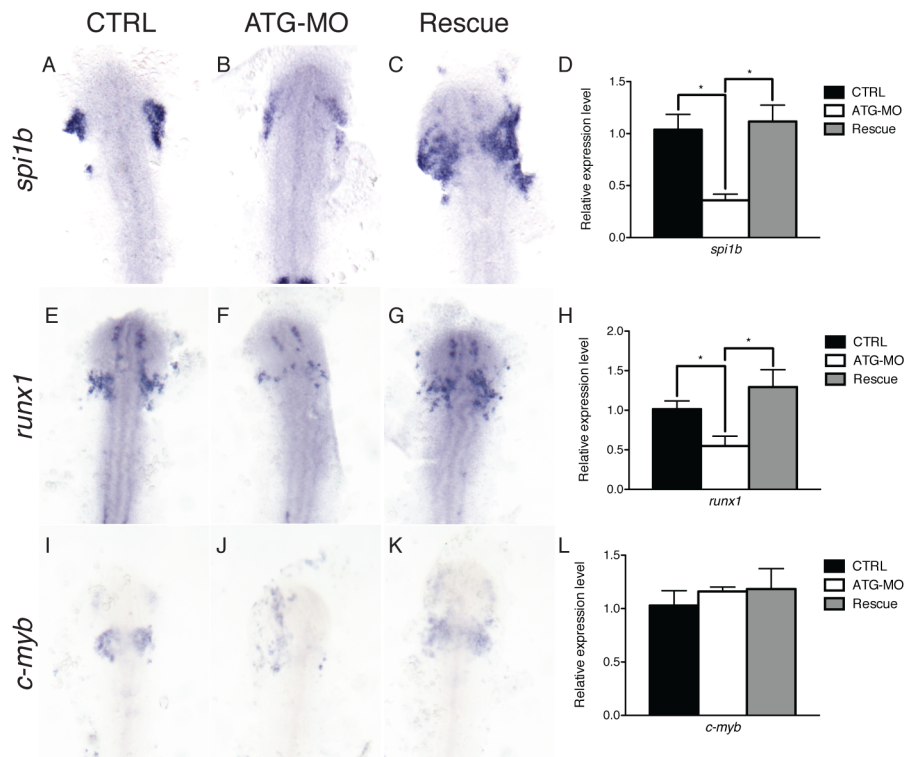 CTRL ATG-MO Rescue
A B C D
spi1b
1.5
1.0
0.5
0.0
Relative expression level
* *
spi1b
CTRL
ATG-MO
Rescue
E F G H
runx1
2.0
1.5
1.0
0.5
0.0
Relative expression level
* *
runx1
CTRL
ATG-MO
Rescue
I J K L
c-myb
1.5
1.0
0.5
0.0
Relative expression level
c-myb
CTRL
ATG-MO
Rescue